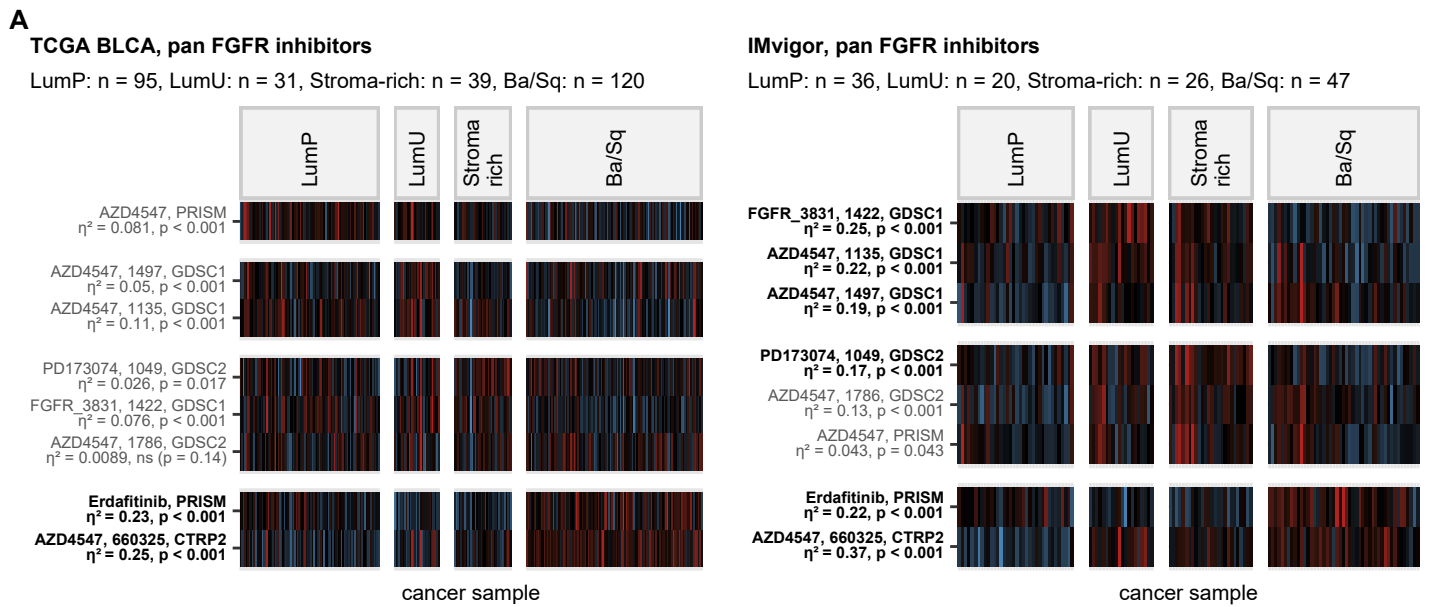 A
TCGA BLCA, pan FGFR inhibitors
LumP: n = 95, LumU: n = 31, Stroma-rich: n = 39, Ba/Sq: n = 120
LumP
LumU
Stroma
rich
Ba/Sq
AZD4547, PRISM
η² = 0.081, p < 0.001
AZD4547, 1497, GDSC1
η² = 0.05, p < 0.001
AZD4547, 1135, GDSC1
η² = 0.11, p < 0.001
PD173074, 1049, GDSC2
η² = 0.026, p = 0.017
FGFR_3831, 1422, GDSC1
η² = 0.076, p < 0.001
AZD4547, 1786, GDSC2
η² = 0.0089, ns (p = 0.14)
Erdafitinib, PRISM
η² = 0.23, p < 0.001
AZD4547, 660325, CTRP2
η² = 0.25, p < 0.001
cancer sample
IMvigor, pan FGFR inhibitors
LumP: n = 36, LumU: n = 20, Stroma-rich: n = 26, Ba/Sq: n = 47
LumP
LumU
Stroma
rich
Ba/Sq
FGFR_3831, 1422, GDSC1
η² = 0.25, p < 0.001
AZD4547, 1135, GDSC1
η² = 0.22, p < 0.001
AZD4547, 1497, GDSC1
η² = 0.19, p < 0.001
PD173074, 1049, GDSC2
η² = 0.17, p < 0.001
AZD4547, 1786, GDSC2
η² = 0.13, p < 0.001
AZD4547, PRISM
η² = 0.043, p = 0.043
Erdafitinib, PRISM
η² = 0.22, p < 0.001
AZD4547, 660325, CTRP2
η² = 0.37, p < 0.001
cancer sample